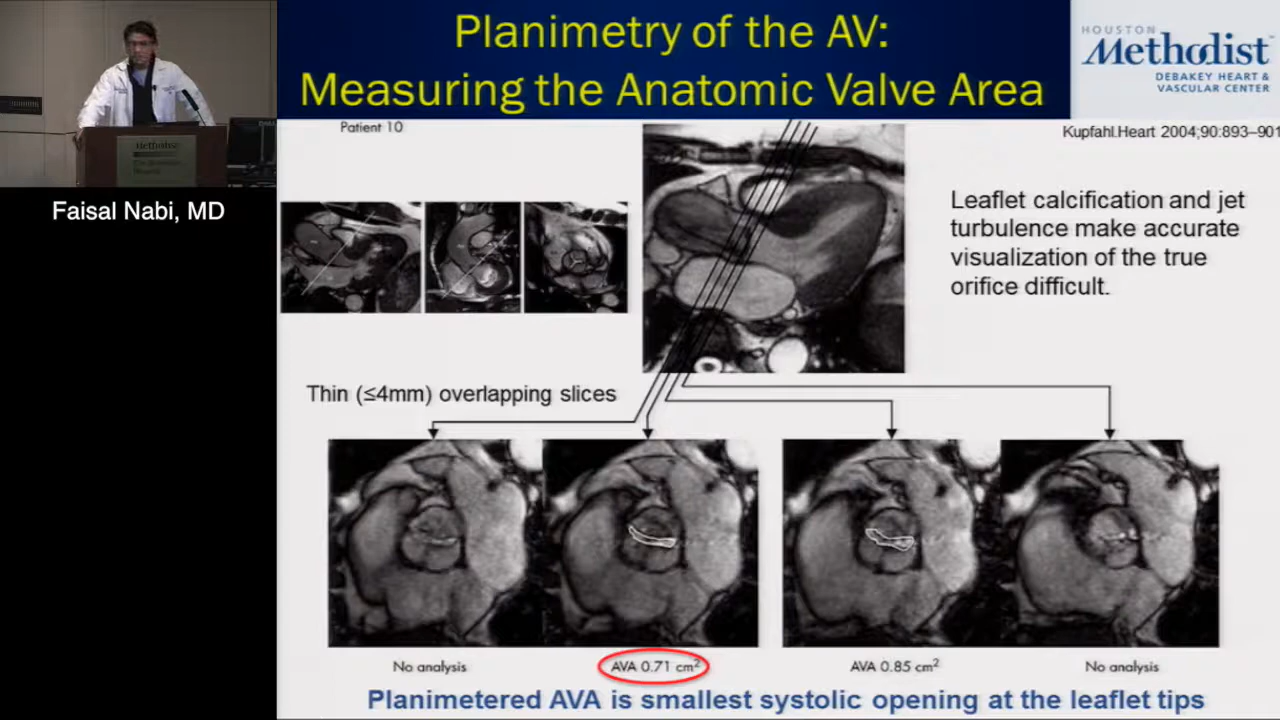 Planimetry of the AV:
Measuring the Anatomic Valve Area
HOUSTON
Methodist
DEBAKEY HEART &
VASCULAR CENTER
Methodist
Faisal Nabi, MD
Patient 10
Kupfahl.Heart 2004;90:893–901
Leaflet calcification and jet
turbulence make accurate
visualization of the true
orifice difficult.
Thin (≤4mm) overlapping slices
No analysis
AVA 0.71 cm²
AVA 0.85 cm²
No analysis
Planimetered AVA is smallest systolic opening at the leaflet tips